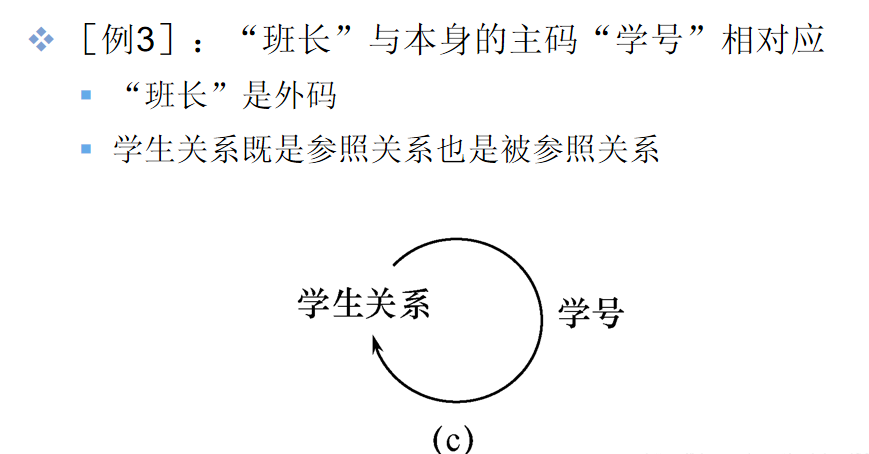 ［例3］：“班长”与本身的主码“学号”相对应
“班长”是外码
学生关系既是参照关系也是被参照关系
学生关系
学号
(c)